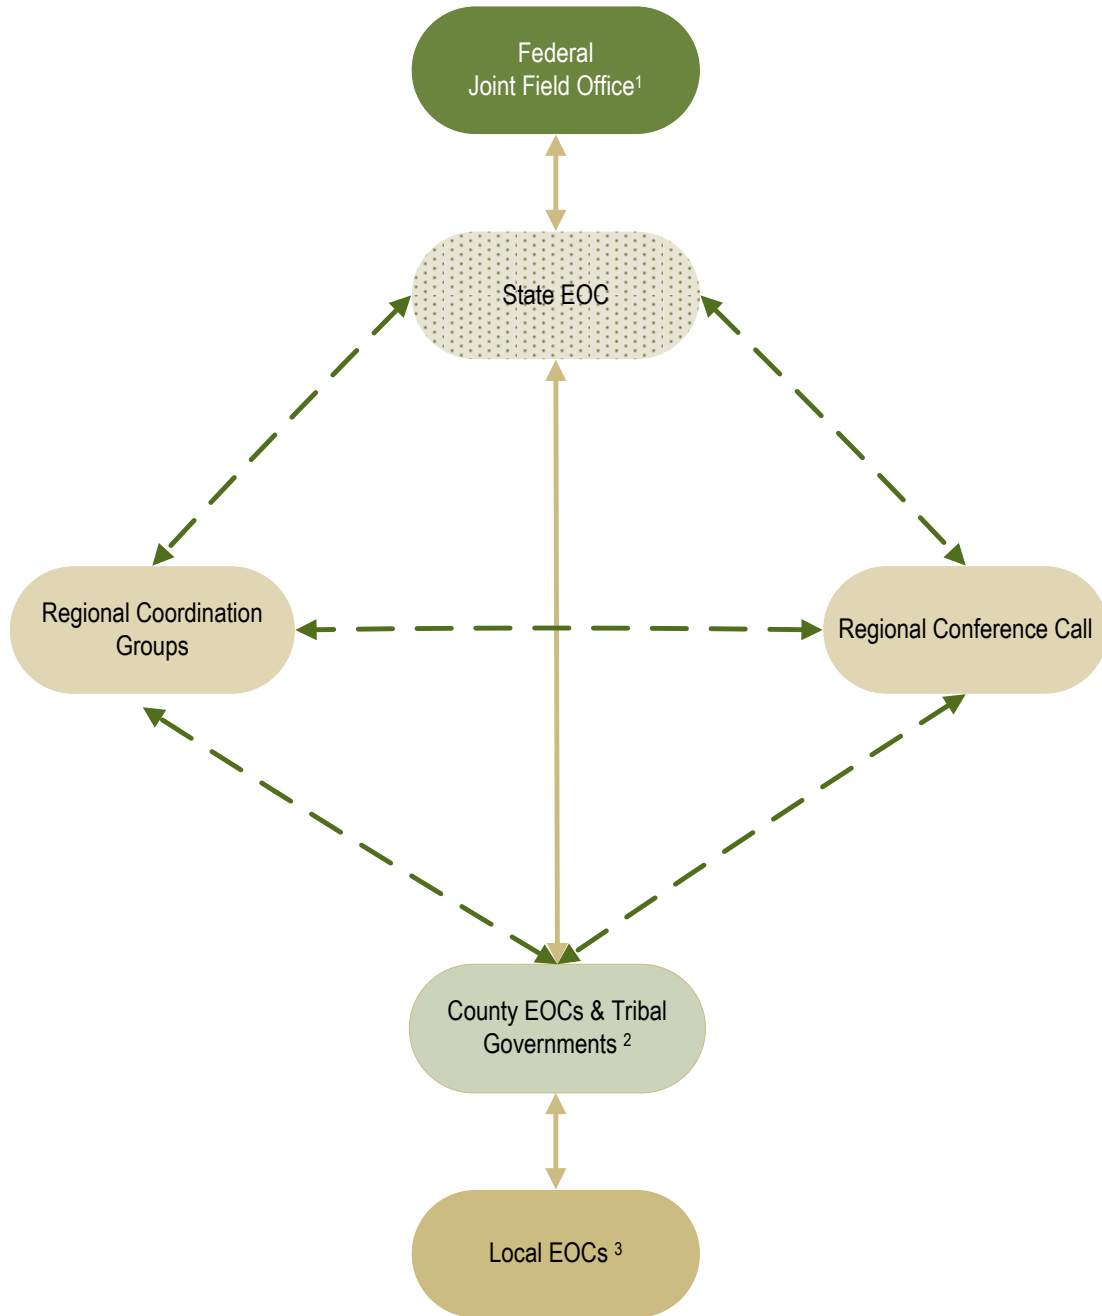 Federal
Joint Field Office1
State EOC
Regional Coordination
Groups
Regional Conference Call
County EOCs & Tribal
Governments 2
Local EOCs 3